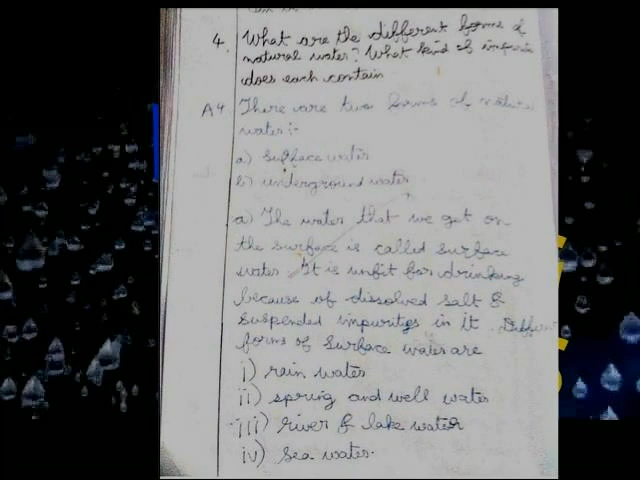 4. What are the different forms of
natural water? What kind of impuri
does each contain
A4. There are two forms of natural
water:-
a) Surface water
b) underground water
a) The water that we get on
the surface is called surface
water. It is unfit for drinking
because of dissolved salt &
suspended impurities in it. Differen
forms of Surface water are
i) rain water
ii) spring and well water
iii) river & lake water
iv) sea water.